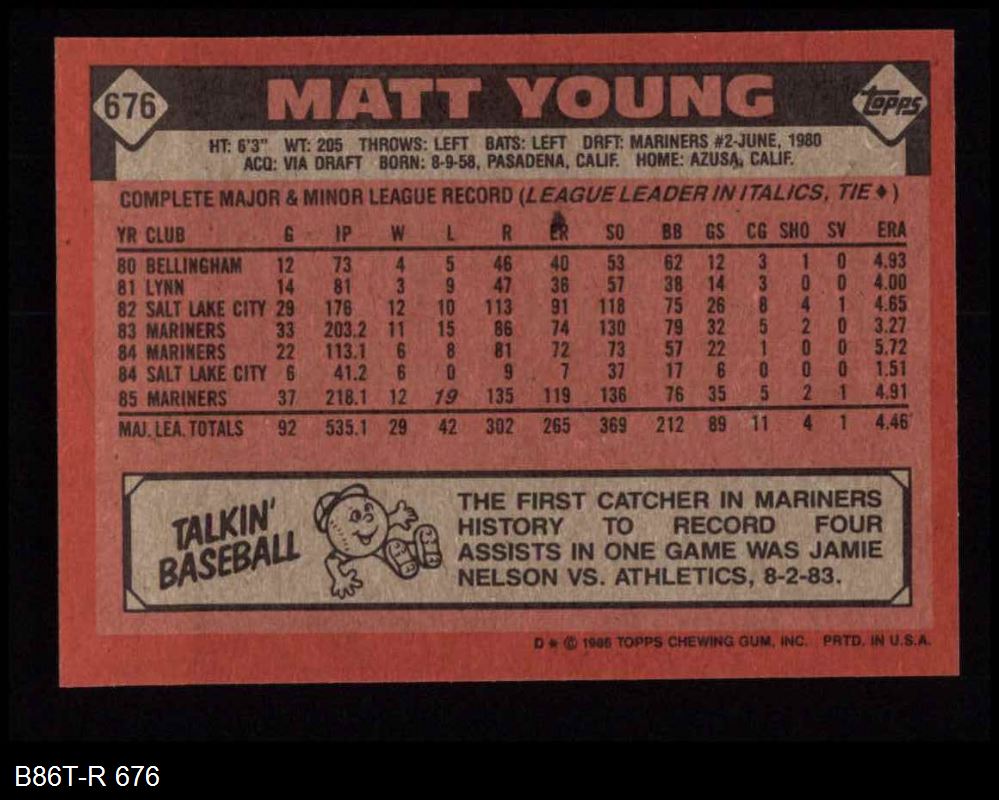 676 MATT YOUNG Topps
HT: 6'3" WT: 205 THROWS: LEFT BATS: LEFT DRFT: MARINERS #2-JUNE, 1980
ACQ: VIA DRAFT BORN: 8-9-58, PASADENA, CALIF. HOME: AZUSA, CALIF.
COMPLETE MAJOR & MINOR LEAGUE RECORD (LEAGUE LEADER IN ITALICS, TIE♦)
YR CLUB G IP W L R ER SO BB GS CG SHO SV ERA
80 BELLINGHAM 12 73 4 5 46 40 53 62 12 3 1 0 4.93
81 LYNN 14 81 3 9 47 36 57 38 14 3 0 0 4.00
82 SALT LAKE CITY 29 176 12 10 113 91 118 75 26 8 4 1 4.65
83 MARINERS 33 203.2 11 15 86 74 130 79 32 5 2 0 3.27
84 MARINERS 22 113.1 6 8 81 72 73 57 22 1 0 0 5.72
84 SALT LAKE CITY 6 41.2 6 0 9 7 37 17 6 0 0 0 1.51
85 MARINERS 37 218.1 12 19 135 119 136 76 35 5 2 1 4.91
MAJ. LEA. TOTALS 92 535.1 29 42 302 265 369 212 89 11 4 1 4.46
TALKIN'
BASEBALL
THE FIRST CATCHER IN MARINERS
HISTORY TO RECORD FOUR
ASSISTS IN ONE GAME WAS JAMIE
NELSON VS. ATHLETICS, 8-2-83.
D * © 1986 TOPPS CHEWING GUM, INC. PRTD. IN U.S.A.
B86T-R 676